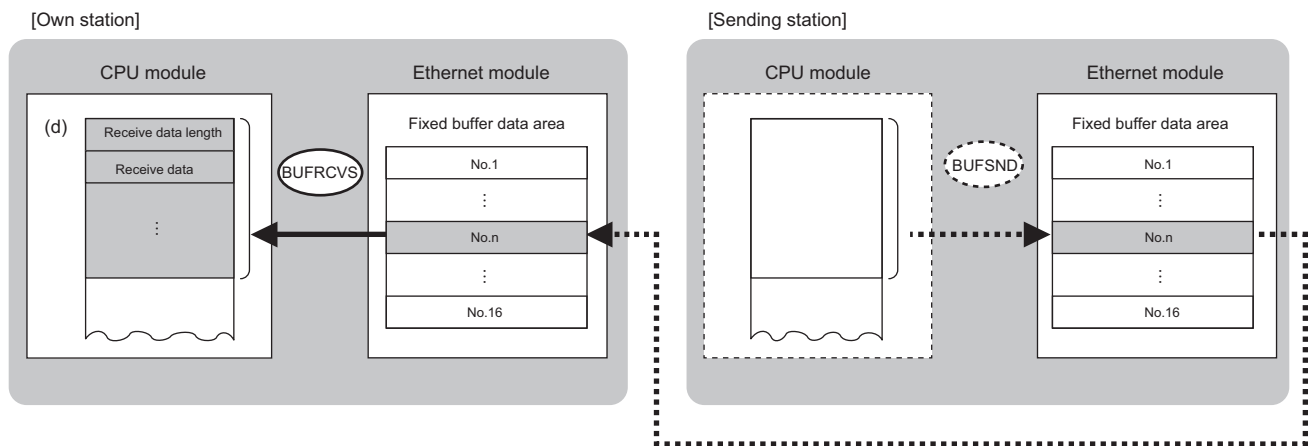 [Own station]
CPU module
Ethernet module
(d)
Receive data length
Receive data
⋮
BUFRCVS
Fixed buffer data area
No.1
⋮
No.n
⋮
No.16
[Sending station]
CPU module
Ethernet module
BUFSND
Fixed buffer data area
No.1
⋮
No.n
⋮
No.16